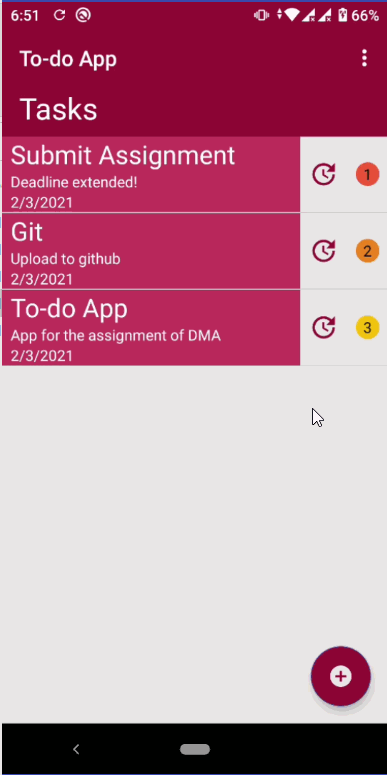 6:51 66%
To-do App
Tasks
Submit Assignment
Deadline extended!
2/3/2021
1
Git
Upload to github
2/3/2021
2
To-do App
App for the assignment of DMA
2/3/2021
3